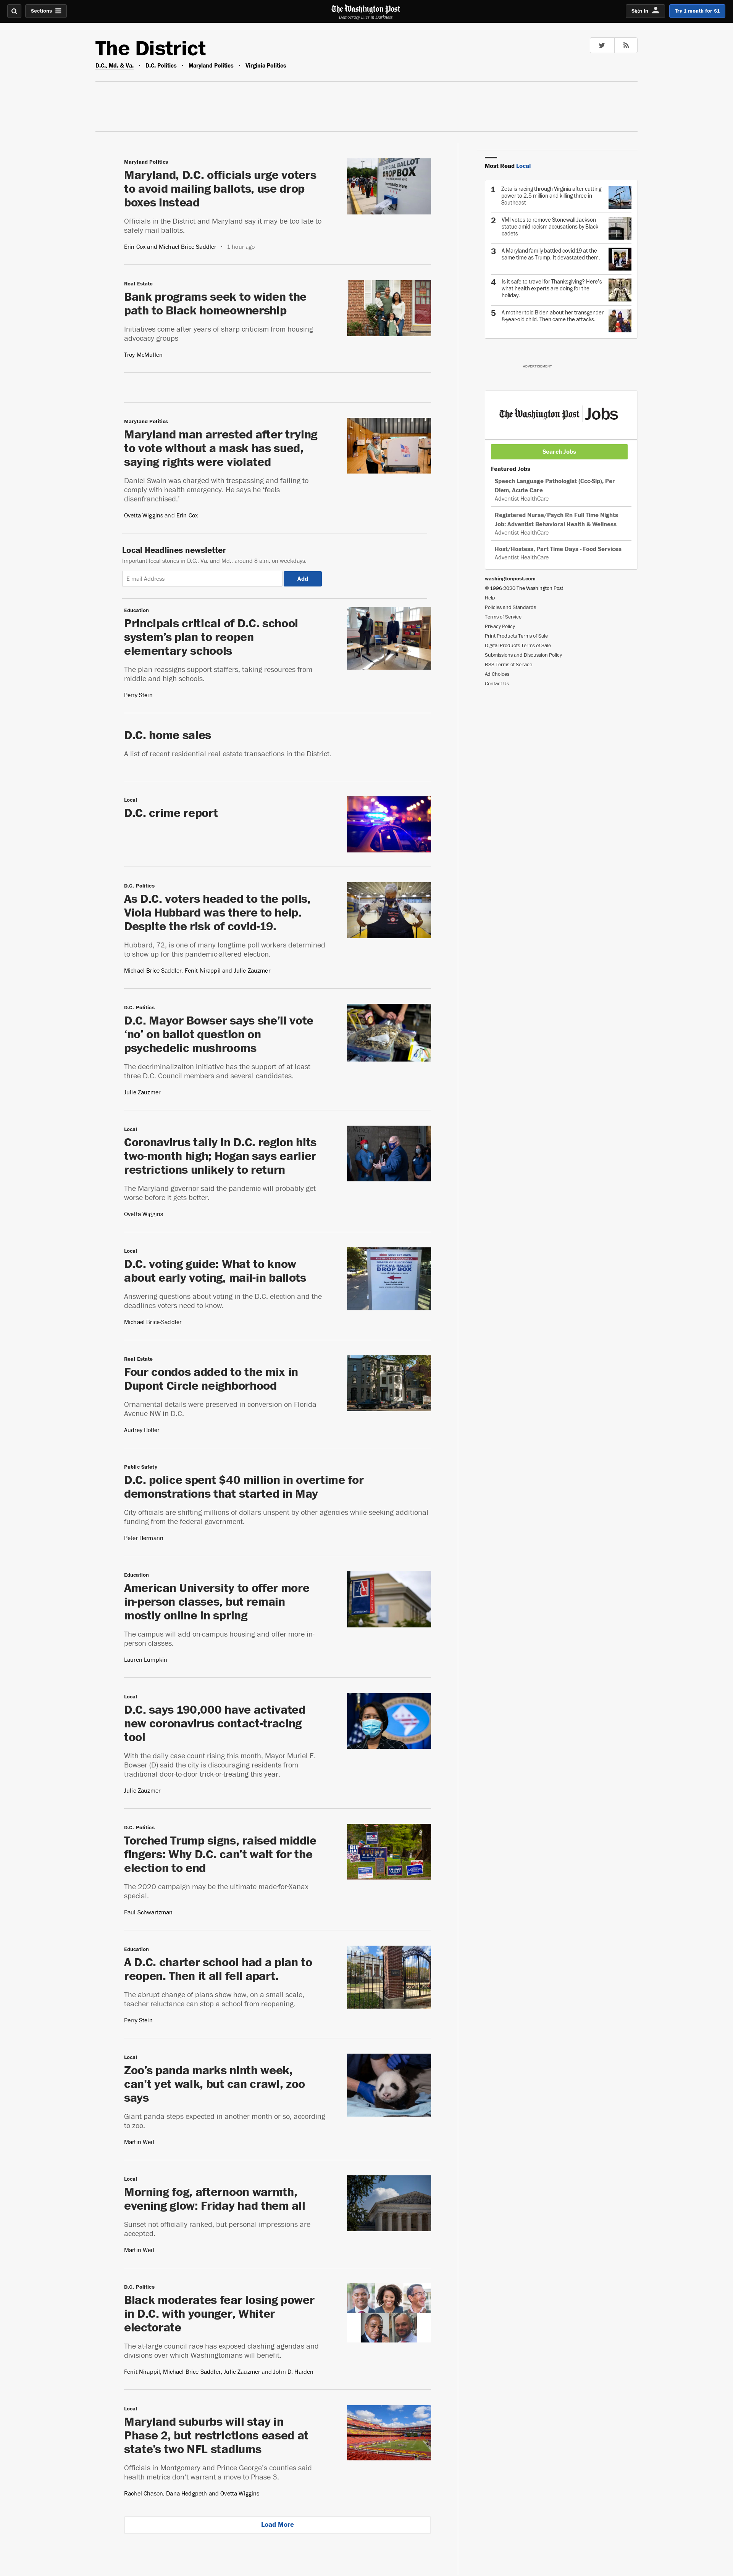 Sections
The Washington Post
Democracy Dies in Darkness
Sign In
Try 1 month for $1
The District
D.C., Md. & Va. • D.C. Politics • Maryland Politics • Virginia Politics
Maryland Politics
Maryland, D.C. officials urge voters
to avoid mailing ballots, use drop
boxes instead
Officials in the District and Maryland say it may be too late to
safely mail ballots.
Erin Cox and Michael Brice-Saddler • 1 hour ago
OFFICIAL BALLOT
DROP BOX
Real Estate
Bank programs seek to widen the
path to Black homeownership
Initiatives come after years of sharp criticism from housing
advocacy groups
Troy McMullen
Maryland Politics
Maryland man arrested after trying
to vote without a mask has sued,
saying rights were violated
Daniel Swain was charged with trespassing and failing to
comply with health emergency. He says he ‘feels
disenfranchised.’
Ovetta Wiggins and Erin Cox
Local Headlines newsletter
Important local stories in D.C., Va. and Md., around 8 a.m. on weekdays.
E-mail Address
Add
Education
Principals critical of D.C. school
system’s plan to reopen
elementary schools
The plan reassigns support staffers, taking resources from
middle and high schools.
Perry Stein
D.C. home sales
A list of recent residential real estate transactions in the District.
Local
D.C. crime report
D.C. Politics
As D.C. voters headed to the polls,
Viola Hubbard was there to help.
Despite the risk of covid-19.
Hubbard, 72, is one of many longtime poll workers determined
to show up for this pandemic-altered election.
Michael Brice-Saddler, Fenit Nirappil and Julie Zauzmer
D.C. Politics
D.C. Mayor Bowser says she’ll vote
‘no’ on ballot question on
psychedelic mushrooms
The decriminalizaiton initiative has the support of at least
three D.C. Council members and several candidates.
Julie Zauzmer
Local
Coronavirus tally in D.C. region hits
two-month high; Hogan says earlier
restrictions unlikely to return
The Maryland governor said the pandemic will probably get
worse before it gets better.
Ovetta Wiggins
Local
D.C. voting guide: What to know
about early voting, mail-in ballots
Answering questions about voting in the D.C. election and the
deadlines voters need to know.
Michael Brice-Saddler
OFFICIAL BALLOT
DROP BOX
Real Estate
Four condos added to the mix in
Dupont Circle neighborhood
Ornamental details were preserved in conversion on Florida
Avenue NW in D.C.
Audrey Hoffer
Public Safety
D.C. police spent $40 million in overtime for
demonstrations that started in May
City officials are shifting millions of dollars unspent by other agencies while seeking additional
funding from the federal government.
Peter Hermann
Education
American University to offer more
in-person classes, but remain
mostly online in spring
The campus will add on-campus housing and offer more in-
person classes.
Lauren Lumpkin
Local
D.C. says 190,000 have activated
new coronavirus contact-tracing
tool
With the daily case count rising this month, Mayor Muriel E.
Bowser (D) said the city is discouraging residents from
traditional door-to-door trick-or-treating this year.
Julie Zauzmer
D.C. Politics
Torched Trump signs, raised middle
fingers: Why D.C. can’t wait for the
election to end
The 2020 campaign may be the ultimate made-for-Xanax
special.
Paul Schwartzman
Education
A D.C. charter school had a plan to
reopen. Then it all fell apart.
The abrupt change of plans show how, on a small scale,
teacher reluctance can stop a school from reopening.
Perry Stein
Local
Zoo’s panda marks ninth week,
can’t yet walk, but can crawl, zoo
says
Giant panda steps expected in another month or so, according
to zoo.
Martin Weil
Local
Morning fog, afternoon warmth,
evening glow: Friday had them all
Sunset not officially ranked, but personal impressions are
accepted.
Martin Weil
D.C. Politics
Black moderates fear losing power
in D.C. with younger, Whiter
electorate
The at-large council race has exposed clashing agendas and
divisions over which Washingtonians will benefit.
Fenit Nirappil, Michael Brice-Saddler, Julie Zauzmer and John D. Harden
Local
Maryland suburbs will stay in
Phase 2, but restrictions eased at
state’s two NFL stadiums
Officials in Montgomery and Prince George’s counties said
health metrics don’t warrant a move to Phase 3.
Rachel Chason, Dana Hedgpeth and Ovetta Wiggins
Load More
Most Read Local
1 Zeta is racing through Virginia after cutting
power to 2.5 million and killing three in
Southeast
2 VMI votes to remove Stonewall Jackson
statue amid racism accusations by Black
cadets
3 A Maryland family battled covid-19 at the
same time as Trump. It devastated them.
4 Is it safe to travel for Thanksgiving? Here’s
what health experts are doing for the
holiday.
5 A mother told Biden about her transgender
8-year-old child. Then came the attacks.
ADVERTISEMENT
The Washington Post Jobs
Search Jobs
Featured Jobs
Speech Language Pathologist (Ccc-Slp), Per
Diem, Acute Care
Adventist HealthCare
Registered Nurse/Psych Rn Full Time Nights
Job: Adventist Behavioral Health & Wellness
Adventist HealthCare
Host/Hostess, Part Time Days - Food Services
Adventist HealthCare
washingtonpost.com
© 1996-2020 The Washington Post
Help
Policies and Standards
Terms of Service
Privacy Policy
Print Products Terms of Sale
Digital Products Terms of Sale
Submissions and Discussion Policy
RSS Terms of Service
Ad Choices
Contact Us